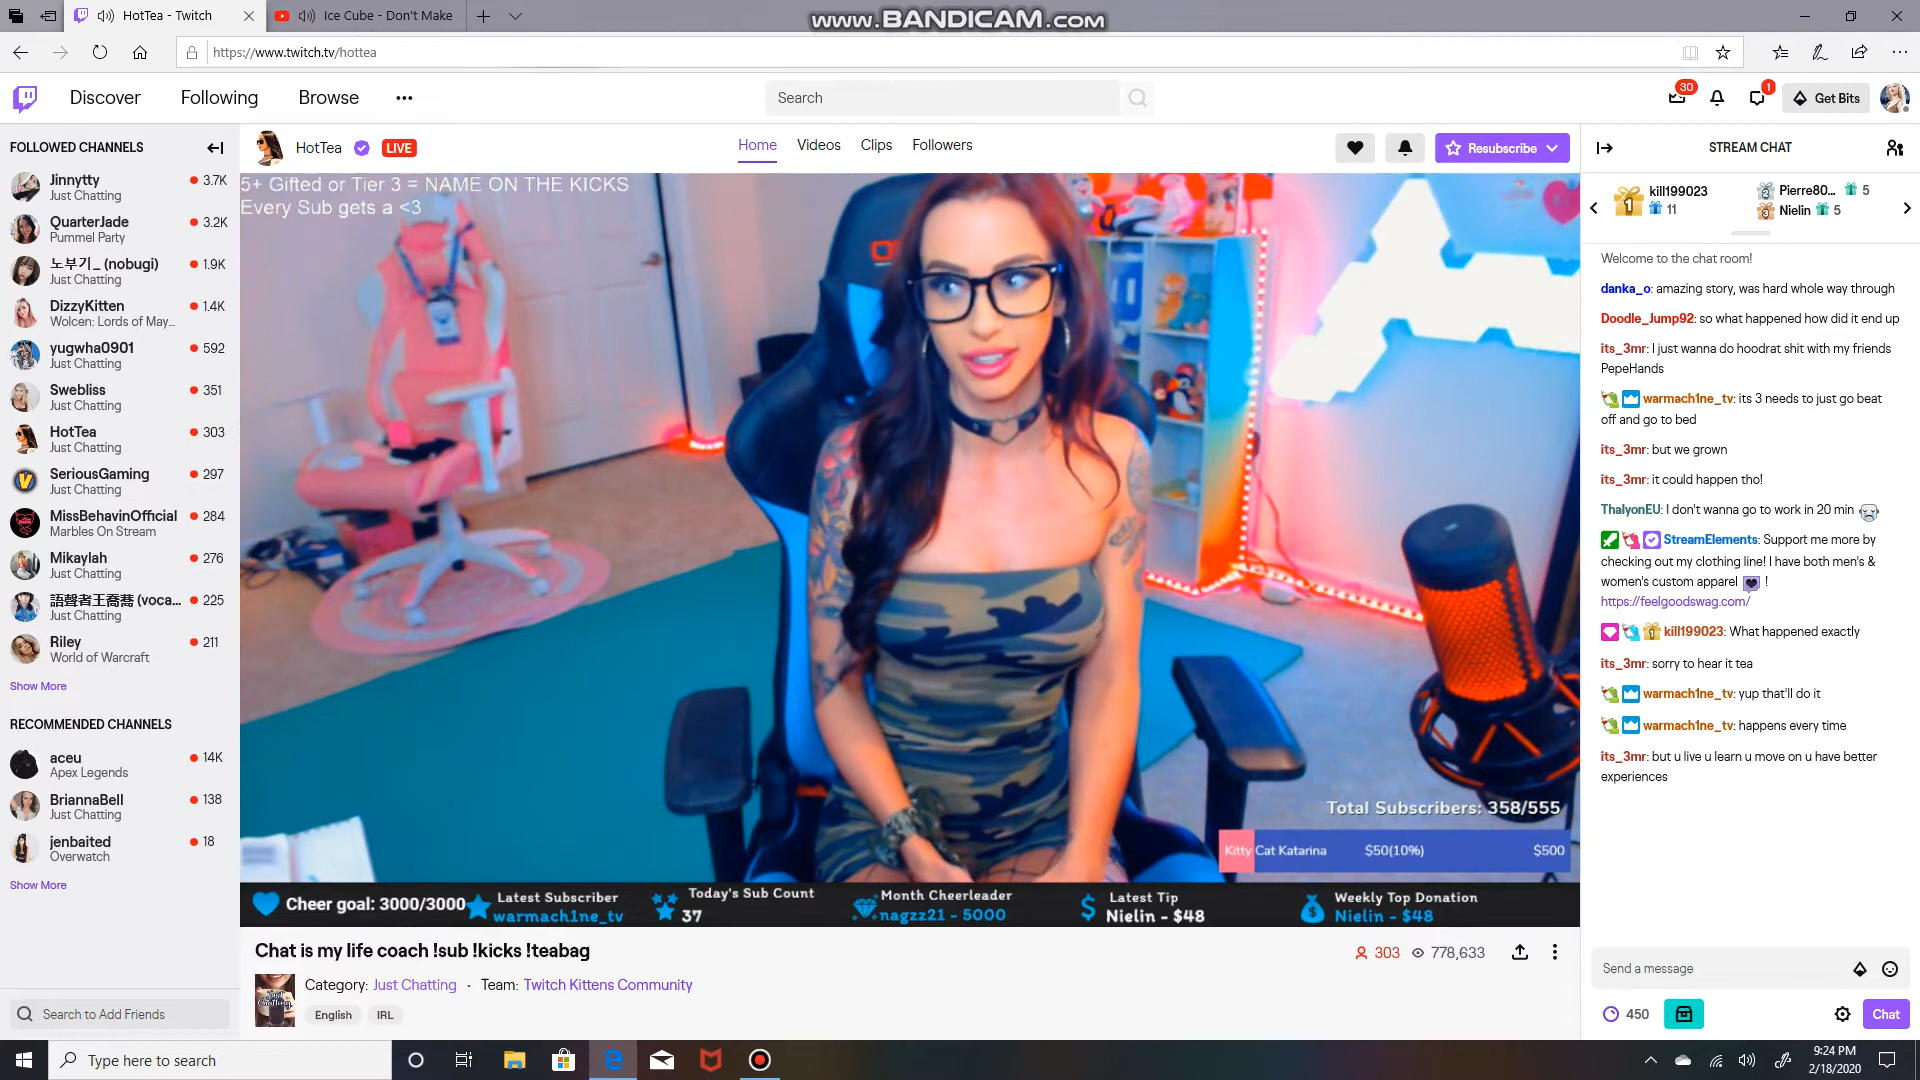 HotTea - Twitch
Ice Cube - Don't Make
www.BANDICAM.com
https://www.twitch.tv/hottea
Discover
Following
Browse
Search
30
1
Get Bits
FOLLOWED CHANNELS
Jinnytty
3.7K
Just Chatting
QuarterJade
3.2K
Pummel Party
노부기_ (nobugi)
1.9K
Just Chatting
DizzyKitten
1.4K
Wolcen: Lords of May...
yugwha0901
592
Just Chatting
Swebliss
351
Just Chatting
HotTea
303
Just Chatting
SeriousGaming
297
Just Chatting
MissBehavinOfficial
284
Marbles On Stream
Mikaylah
276
Just Chatting
語聲者王喬蕎 (voca...
225
Just Chatting
Riley
211
World of Warcraft
Show More
RECOMMENDED CHANNELS
aceu
14K
Apex Legends
BriannaBell
138
Just Chatting
jenbaited
18
Overwatch
Show More
Search to Add Friends
HotTea
LIVE
Home
Videos
Clips
Followers
Resubscribe
5+ Gifted or Tier 3 = NAME ON THE KICKS
Every Sub gets a <3
Total Subscribers: 358/555
Kitty Cat Katarina $50(10%) $500
Cheer goal: 3000/3000
Latest Subscriber
warmach1ne_tv
Today's Sub Count
37
Month Cheerleader
nagzz21 - 5000
Latest Tip
Nielin - $48
Weekly Top Donation
Nielin - $48
Chat is my life coach !sub !kicks !teabag
303
778,633
Category: Just Chatting · Team: Twitch Kittens Community
English
IRL
STREAM CHAT
1
kill199023
11
2
Pierre80...
5
3
Nielin
5
Welcome to the chat room!
danka_o: amazing story, was hard whole way through
Doodle_Jump92: so what happened how did it end up
its_3mr: I just wanna do hoodrat shit with my friends
PepeHands
warmach1ne_tv: its 3 needs to just go beat
off and go to bed
its_3mr: but we grown
its_3mr: it could happen tho!
ThalyonEU: I don't wanna go to work in 20 min
StreamElements: Support me more by
checking out my clothing line! I have both men's &
women's custom apparel !
https://feelgoodswag.com/
kill199023: What happened exactly
its_3mr: sorry to hear it tea
warmach1ne_tv: yup that'll do it
warmach1ne_tv: happens every time
its_3mr: but u live u learn u move on u have better
experiences
Send a message
450
Chat
Type here to search
9:24 PM
2/18/2020